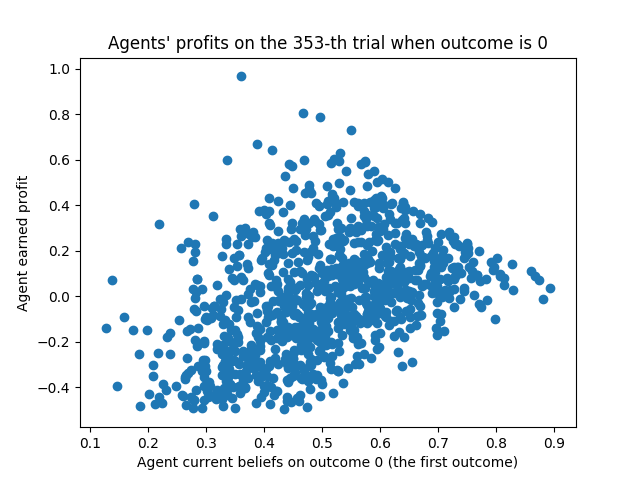 Agents' profits on the 353-th trial when outcome is 0
1.0
0.8
0.6
0.4
0.2
0.0
−0.2
−0.4
Agent earned profit
0.1 0.2 0.3 0.4 0.5 0.6 0.7 0.8 0.9
Agent current beliefs on outcome 0 (the first outcome)